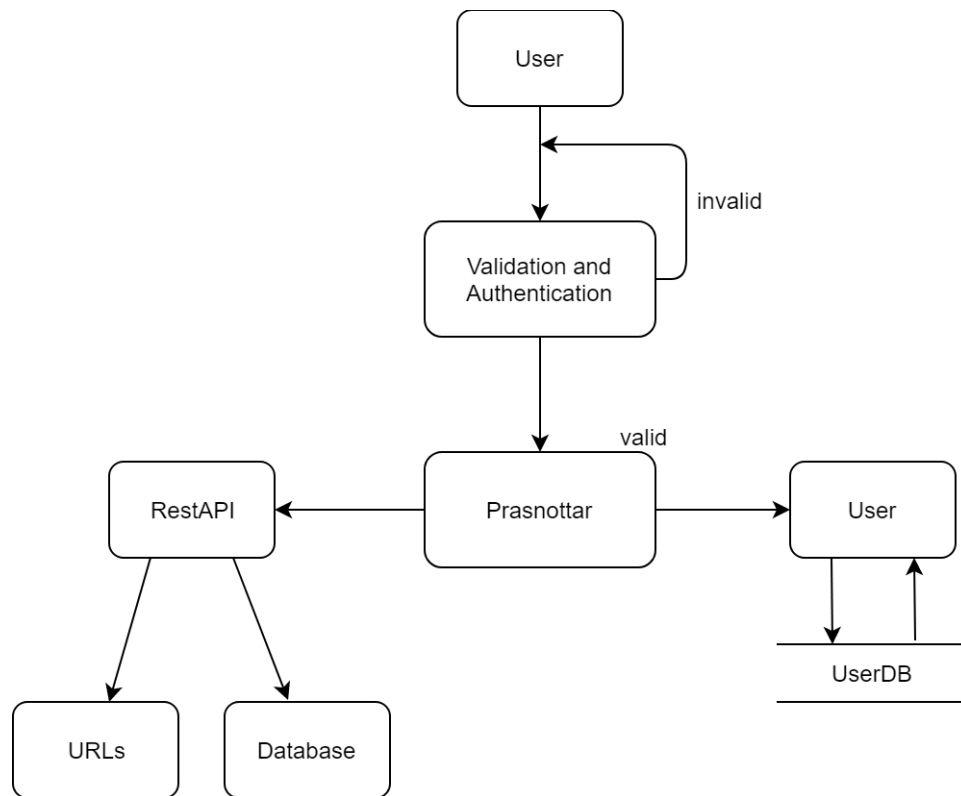 User
invalid
Validation and
Authentication
valid
RestAPI
Prasnottar
User
UserDB
URLs
Database